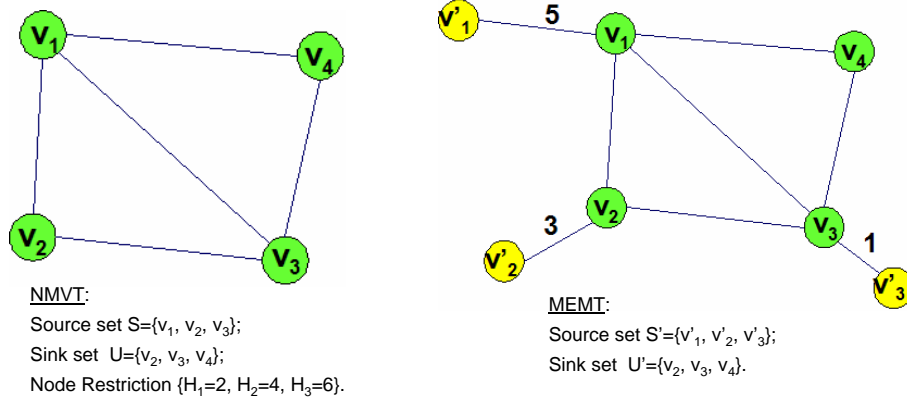 v₁
v₄
v₂
v₃
NMVT:
Source set S={v₁, v₂, v₃};
Sink set U={v₂, v₃, v₄};
Node Restriction {H₁=2, H₂=4, H₃=6}.
v'₁
5
v₁
v₄
v₂
3
v₃
1
v'₂
v'₃
MEMT:
Source set S'={v'₁, v'₂, v'₃};
Sink set U'={v₂, v₃, v₄}.